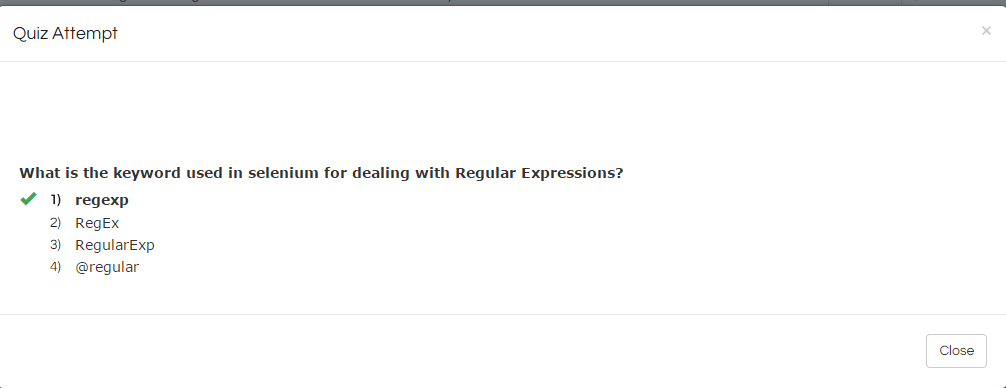 Quiz Attempt
×
What is the keyword used in selenium for dealing with Regular Expressions?
1) regexp
2) RegEx
3) RegularExp
4) @regular
Close